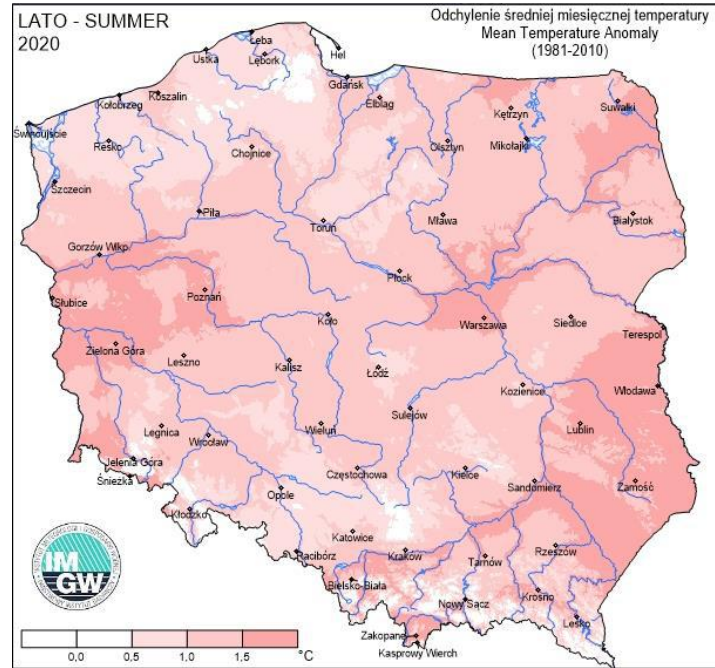 LATO - SUMMER
2020
Odchylenie średniej miesięcznej temperatury
Mean Temperature Anomaly
(1981-2010)
Łeba
Ustka
Lębork
Hel
Gdańsk
Kołobrzeg
Koszalin
Elbląg
Kętrzyn
Suwałki
Świnoujście
Resko
Chojnice
Olsztyn
Mikołajki
Szczecin
Piła
Toruń
Mława
Białystok
Gorzów Wlkp.
Płock
Słubice
Poznań
Koło
Warszawa
Siedlce
Terespol
Zielona Góra
Leszno
Kalisz
Łódź
Kozienice
Włodawa
Sulejów
Legnica
Wrocław
Wieluń
Lublin
Jelenia Góra
Śnieżka
Opole
Częstochowa
Kielce
Sandomierz
Zamość
Kłodzko
Katowice
Racibórz
Kraków
Tarnów
Rzeszów
Bielsko-Biała
Nowy Sącz
Krosno
Lesko
Zakopane
Kasprowy Wierch
IM
GW
0,0 0,5 1,0 1,5 °C